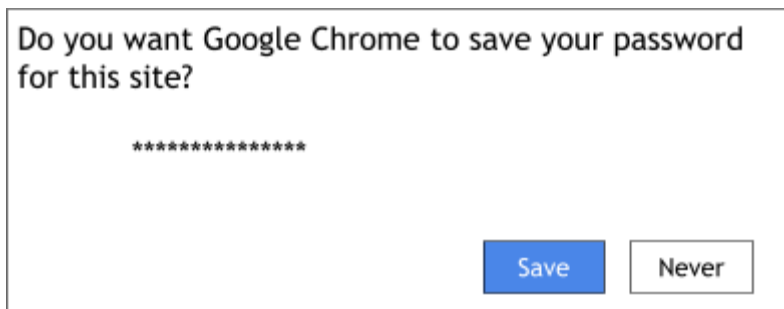 Do you want Google Chrome to save your password
for this site?
***************
Save Never